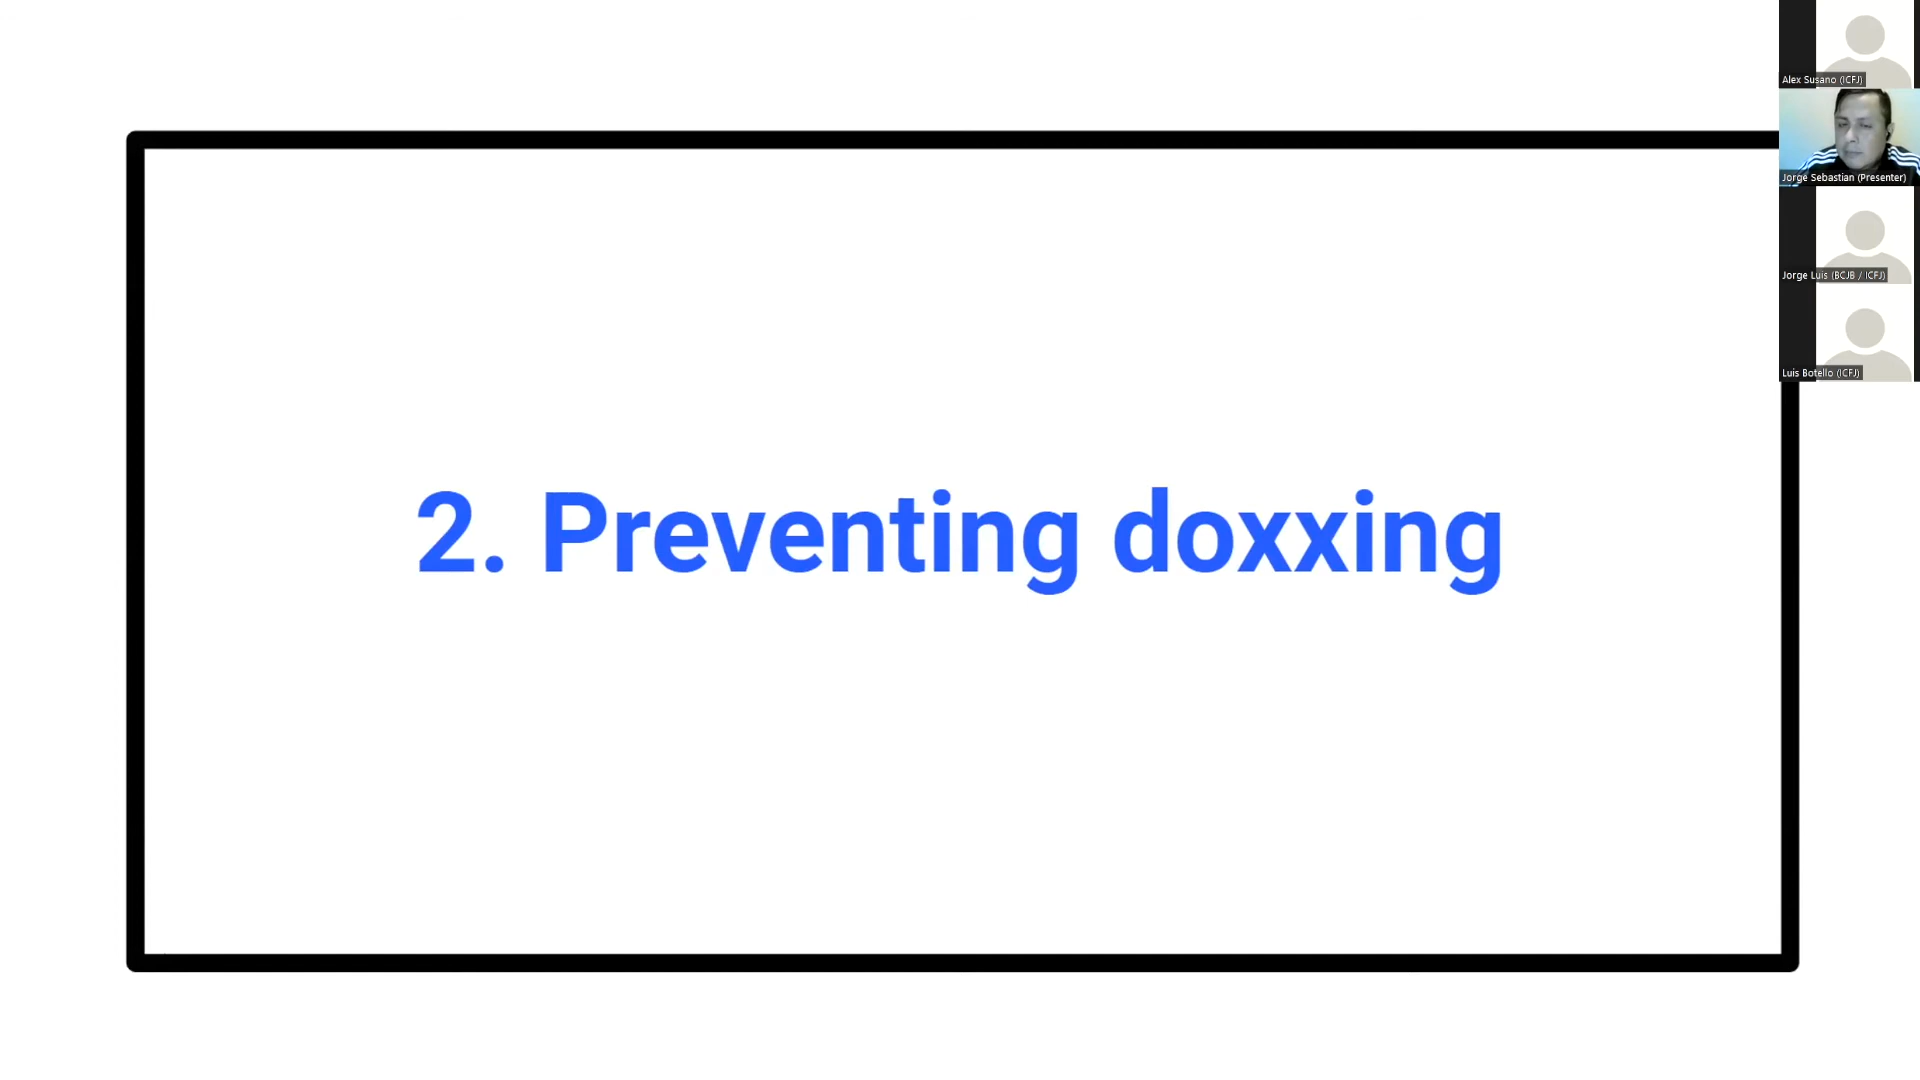 2. Preventing doxxing
Alex Susano (ICFJ)
Jorge Sebastian (Presenter)
Jorge Luis (BCJB / ICFJ)
Luis Botello (ICFJ)